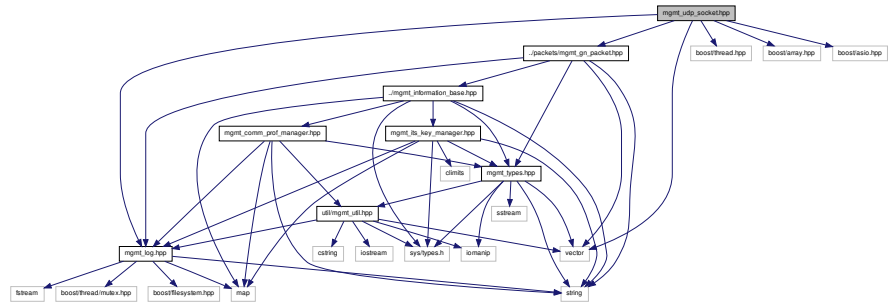 mgmt_udp_socket.hpp
../packets/mgmt_gn_packet.hpp
boost/thread.hpp
boost/array.hpp
boost/asio.hpp
../mgmt_information_base.hpp
mgmt_comm_prof_manager.hpp
mgmt_its_key_manager.hpp
climits
mgmt_types.hpp
util/mgmt_util.hpp
sstream
mgmt_log.hpp
cstring
iostream
sys/types.h
iomanip
vector
fstream
boost/thread/mutex.hpp
boost/filesystem.hpp
map
string